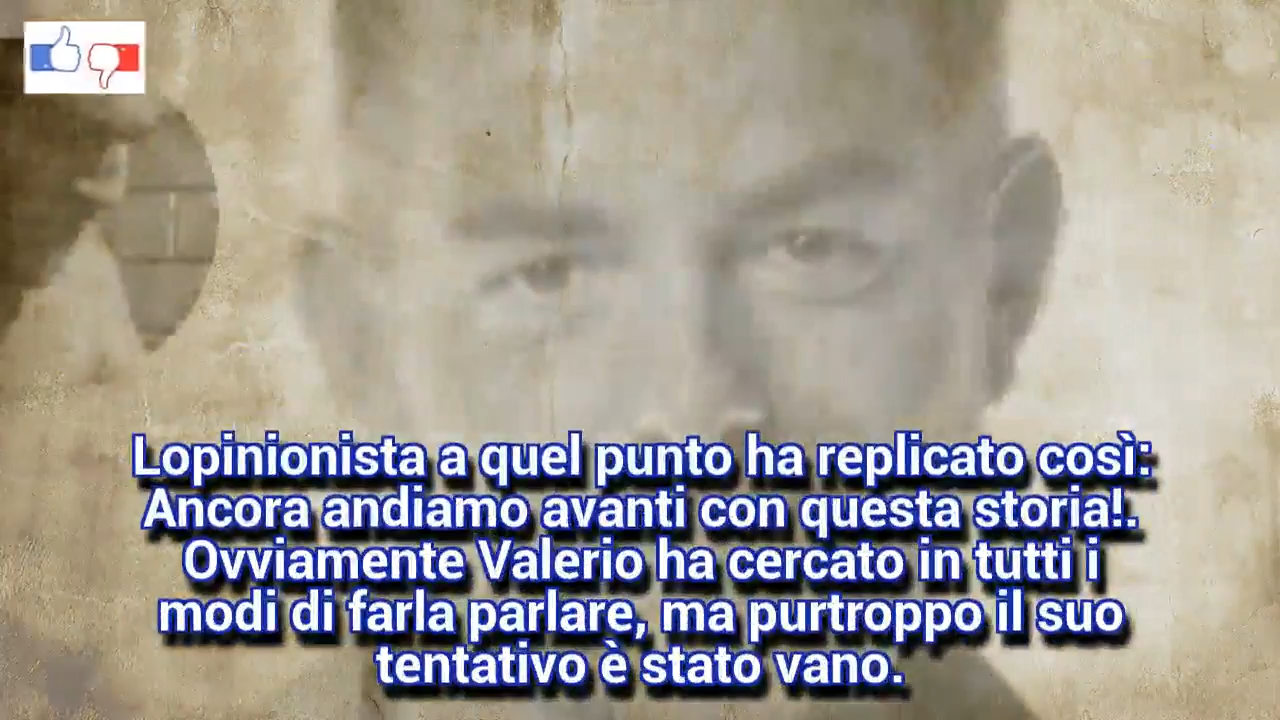 Lopinionista a quel punto ha replicato così:
Ancora andiamo avanti con questa storia!.
Ovviamente Valerio ha cercato in tutti i
modi di farla parlare, ma purtroppo il suo
tentativo è stato vano.